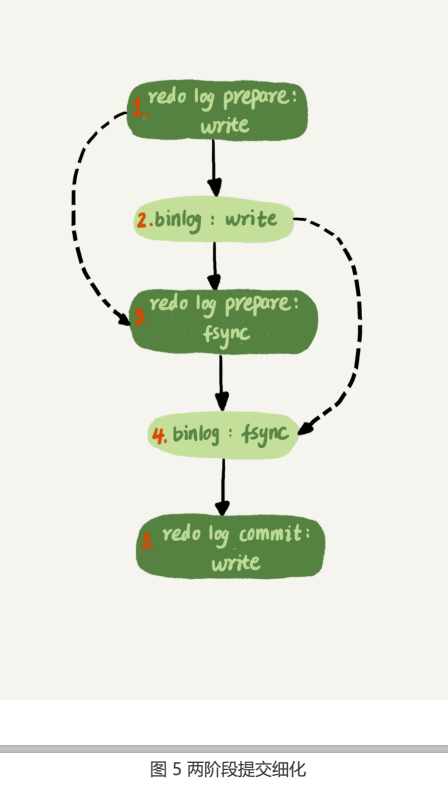 1. redo log prepare:
write
2. binlog : write
3 redo log prepare:
fsync
4. binlog : fsync
5. redo log commit:
write
图 5 两阶段提交细化